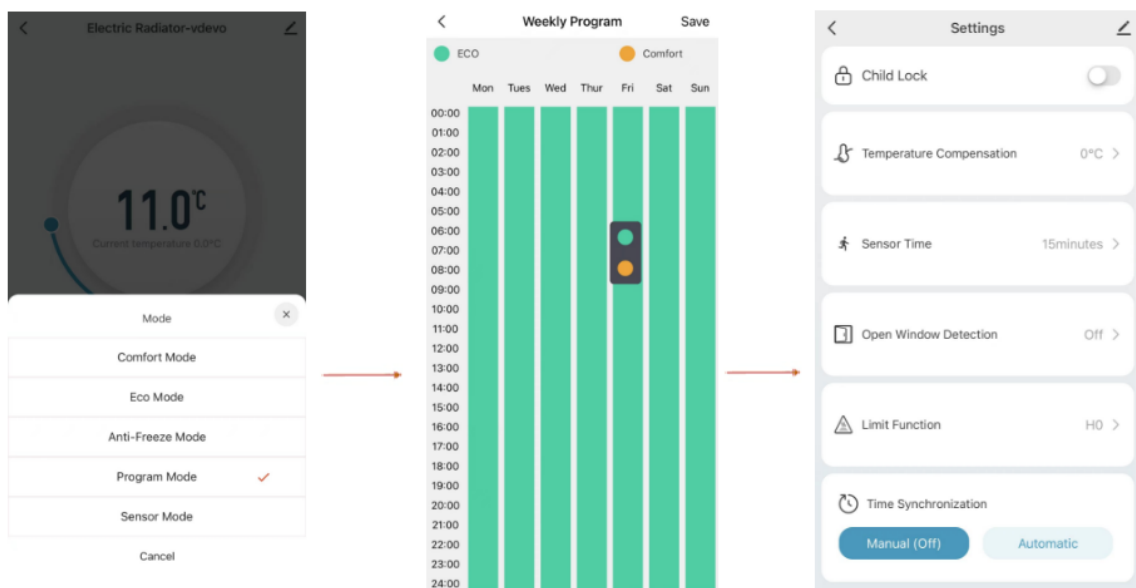 Electric Radiator-vdevo
11.0°C
Current temperature 0.0°C
Mode
Comfort Mode
Eco Mode
Anti-Freeze Mode
Program Mode
Sensor Mode
Cancel
Weekly Program Save
ECO Comfort
Mon Tues Wed Thur Fri Sat Sun
00:00
01:00
02:00
03:00
04:00
05:00
06:00
07:00
08:00
09:00
10:00
11:00
12:00
13:00
14:00
15:00
16:00
17:00
18:00
19:00
20:00
21:00
22:00
23:00
24:00
Settings
Child Lock
Temperature Compensation 0°C >
Sensor Time 15minutes >
Open Window Detection Off >
Limit Function H0 >
Time Synchronization
Manual (Off) Automatic